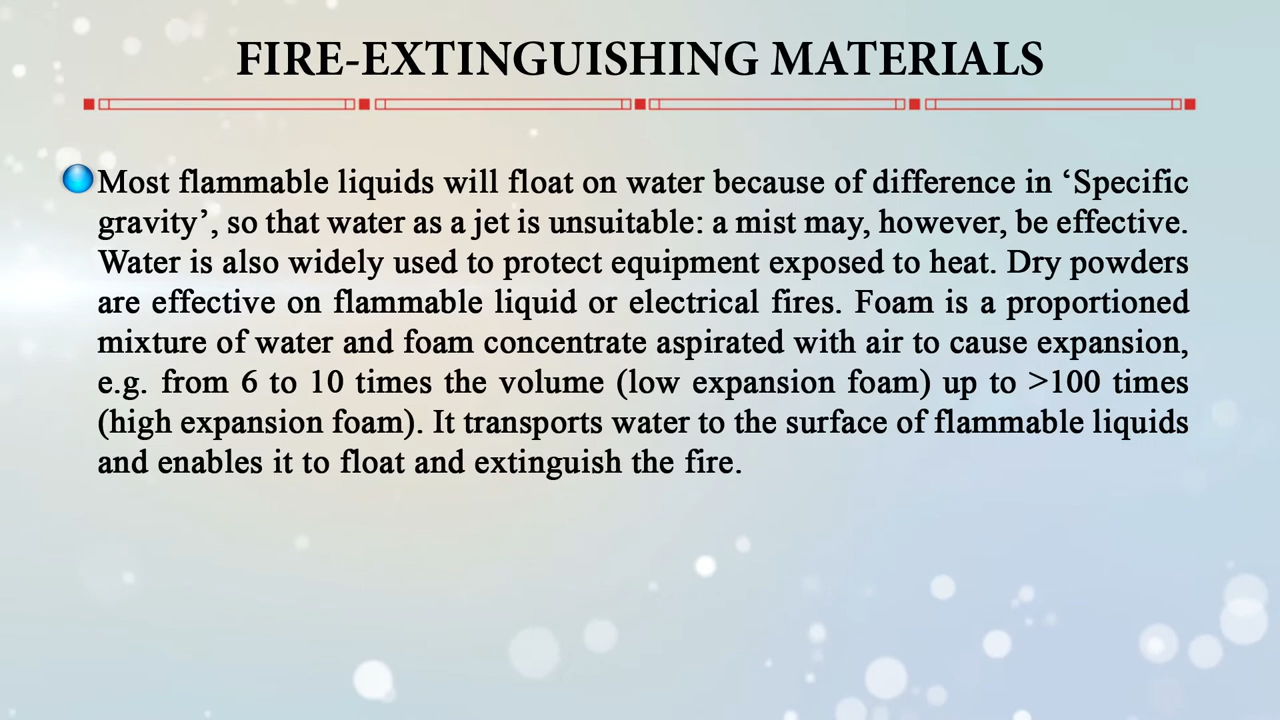 FIRE-EXTINGUISHING MATERIALS
Most flammable liquids will float on water because of difference in ‘Specific
gravity’, so that water as a jet is unsuitable: a mist may, however, be effective.
Water is also widely used to protect equipment exposed to heat. Dry powders
are effective on flammable liquid or electrical fires. Foam is a proportioned
mixture of water and foam concentrate aspirated with air to cause expansion,
e.g. from 6 to 10 times the volume (low expansion foam) up to >100 times
(high expansion foam). It transports water to the surface of flammable liquids
and enables it to float and extinguish the fire.